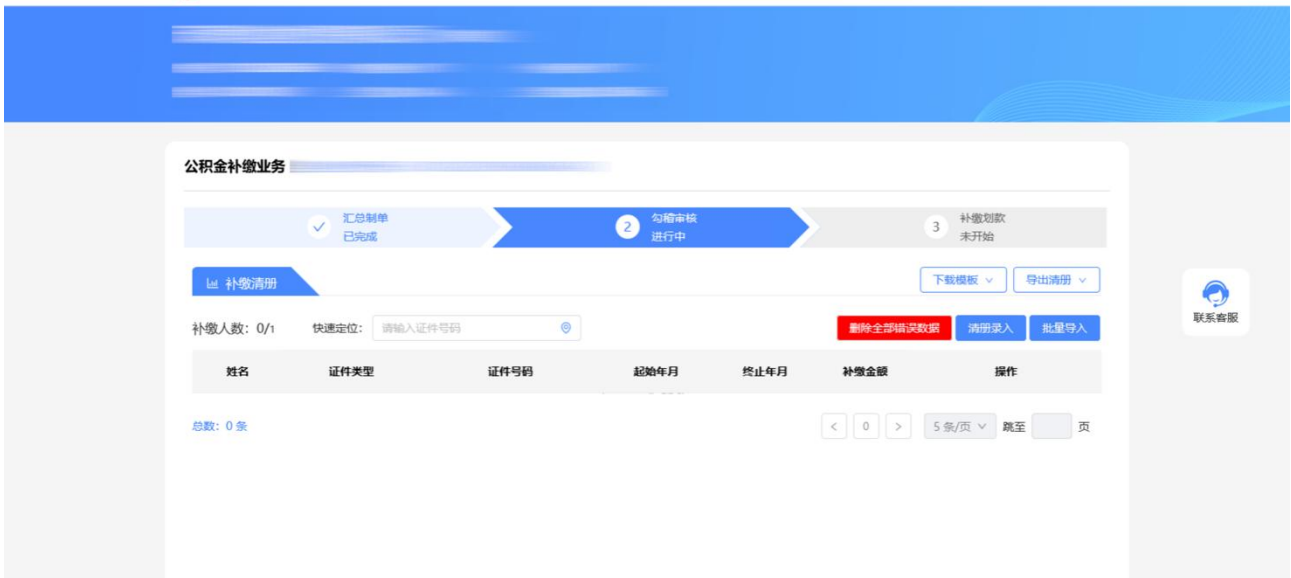 公积金补缴业务
汇总制单
已完成
2 勾稽审核
进行中
3 补缴划款
未开始
补缴清册
下载模板 导出清册
联系客服
补缴人数：0/1 快速定位： 请输入证件号码 删除全部错误数据 清册录入 批量导入
姓名 证件类型 证件号码 起始年月 终止年月 补缴金额 操作
总数：0 条 < 0 > 5 条/页 跳至 页